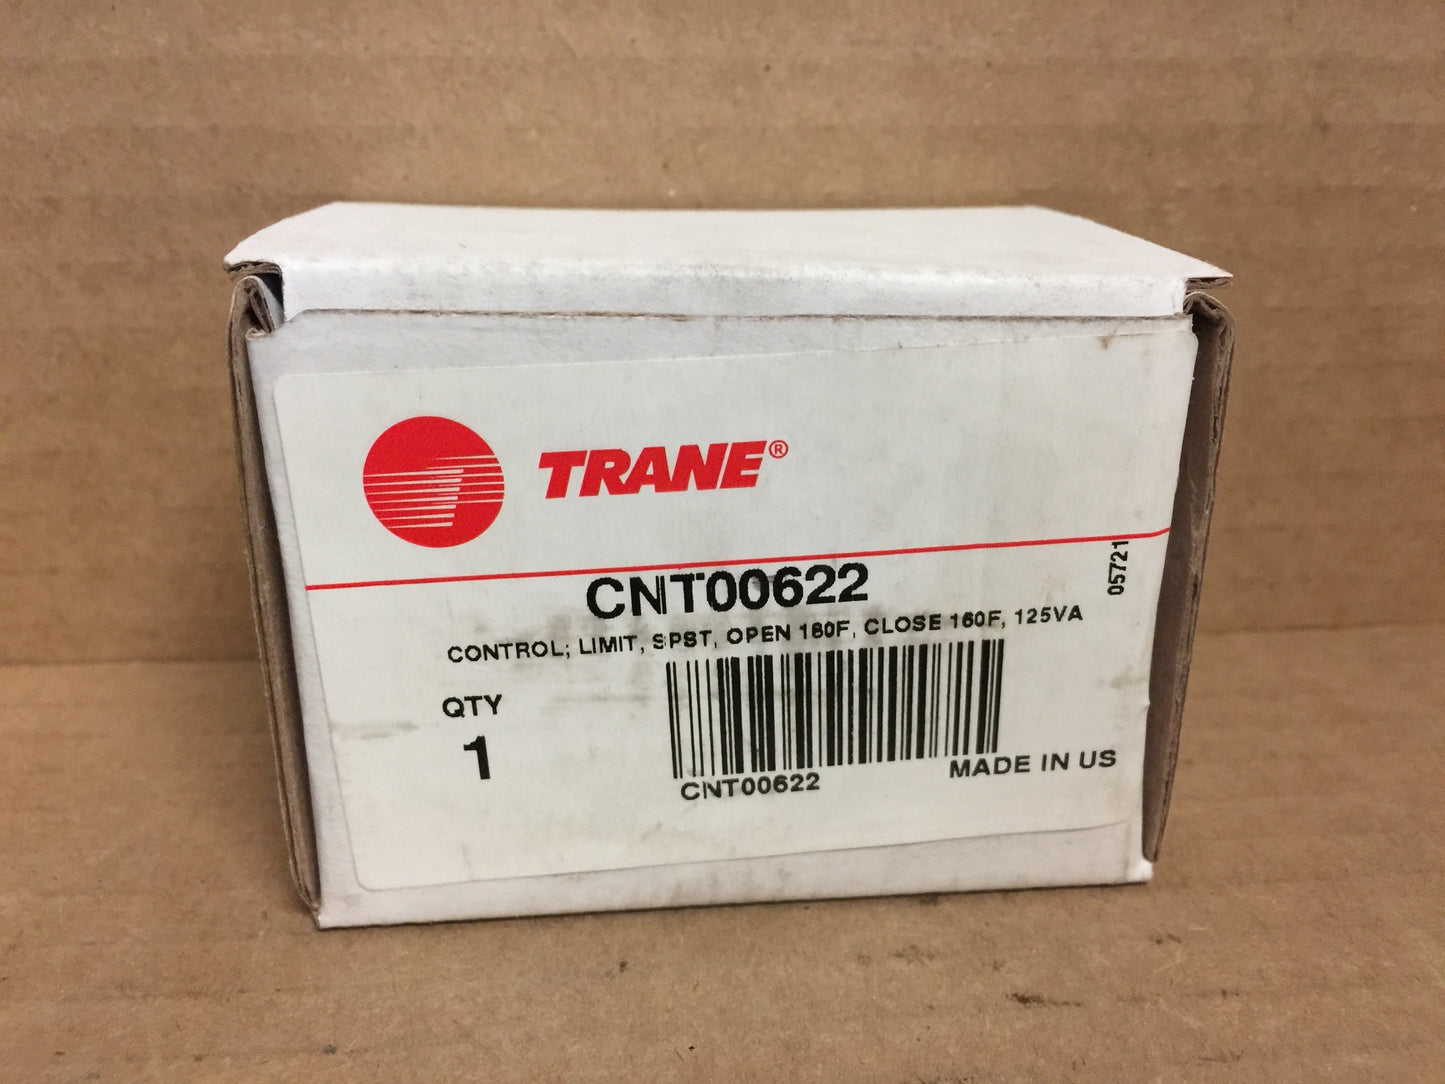 TRANE®
05721
CNT00622
CONTROL; LIMIT, SPST, OPEN 180F, CLOSE 160F, 125VA
QTY
1
CNT00622
MADE IN US